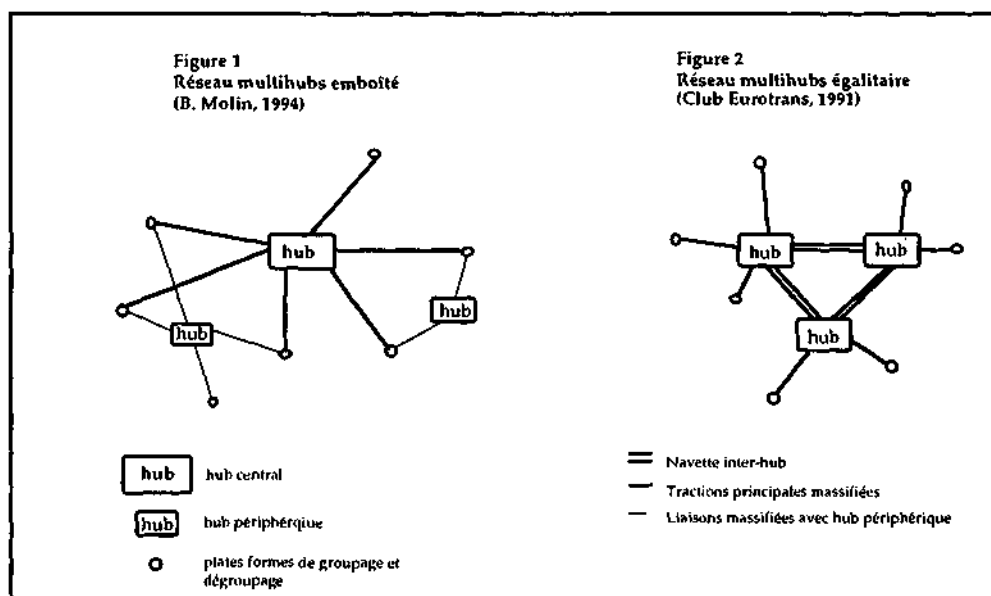 Figure 1
Réseau multihubs emboîté
(B. Molin, 1994)
hub
hub
hub
hub
hub central
hub
hub périphérqiue
plates formes de groupage et
dégroupage
Figure 2
Réseau multihubs égalitaire
(Club Eurotrans, 1991)
hub
hub
hub
Navette inter-hub
Tractions principales massifiées
Liaisons massifiées avec hub périphérique